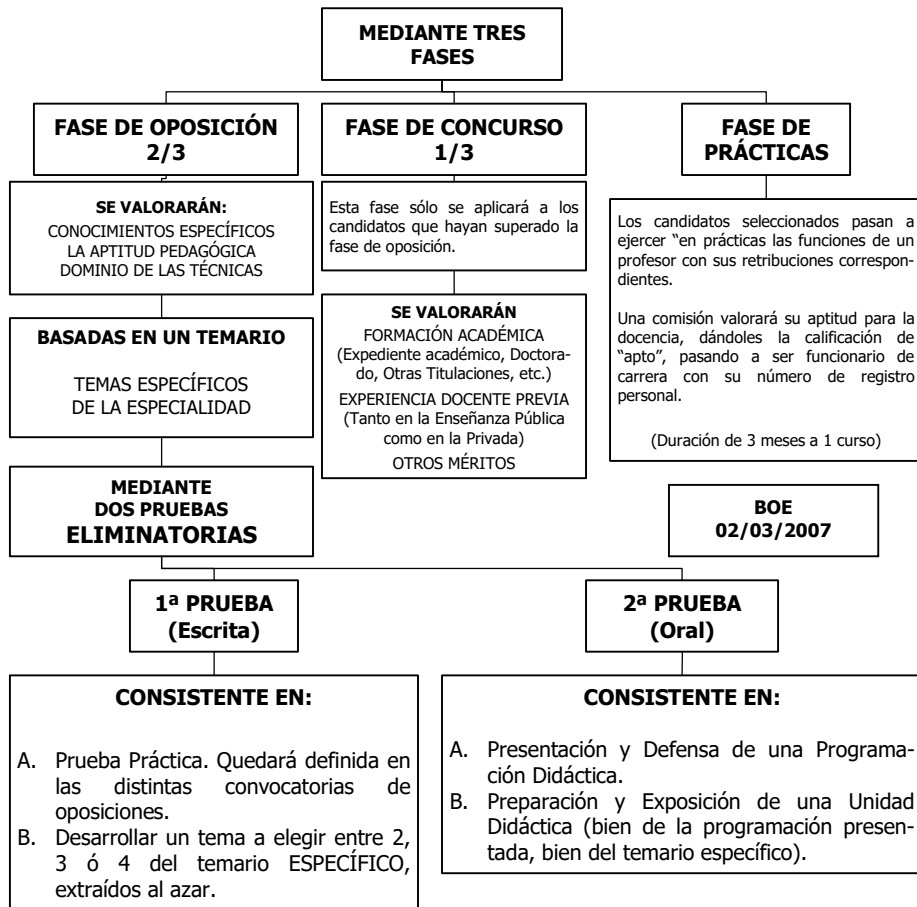 MEDIANTE TRES
FASES
FASE DE OPOSICIÓN
2/3
FASE DE CONCURSO
1/3
FASE DE
PRÁCTICAS
SE VALORARÁN:
CONOCIMIENTOS ESPECÍFICOS
LA APTITUD PEDAGÓGICA
DOMINIO DE LAS TÉCNICAS
Esta fase sólo se aplicará a los
candidatos que hayan superado la
fase de oposición.
Los candidatos seleccionados pasan a
ejercer “en prácticas las funciones de un
profesor con sus retribuciones correspon-
dientes.
Una comisión valorará su aptitud para la
docencia, dándoles la calificación de
“apto”, pasando a ser funcionario de
carrera con su número de registro
personal.
(Duración de 3 meses a 1 curso)
BASADAS EN UN TEMARIO
TEMAS ESPECÍFICOS
DE LA ESPECIALIDAD
SE VALORARÁN
FORMACIÓN ACADÉMICA
(Expediente académico, Doctora-
do, Otras Titulaciones, etc.)
EXPERIENCIA DOCENTE PREVIA
(Tanto en la Enseñanza Pública
como en la Privada)
OTROS MÉRITOS
MEDIANTE
DOS PRUEBAS
ELIMINATORIAS
BOE
02/03/2007
1ª PRUEBA
(Escrita)
2ª PRUEBA
(Oral)
CONSISTENTE EN:
A. Prueba Práctica. Quedará definida en
las distintas convocatorias de
oposiciones.
B. Desarrollar un tema a elegir entre 2,
3 ó 4 del temario ESPECÍFICO,
extraídos al azar.
CONSISTENTE EN:
A. Presentación y Defensa de una Programa-
ción Didáctica.
B. Preparación y Exposición de una Unidad
Didáctica (bien de la programación presen-
tada, bien del temario específico).